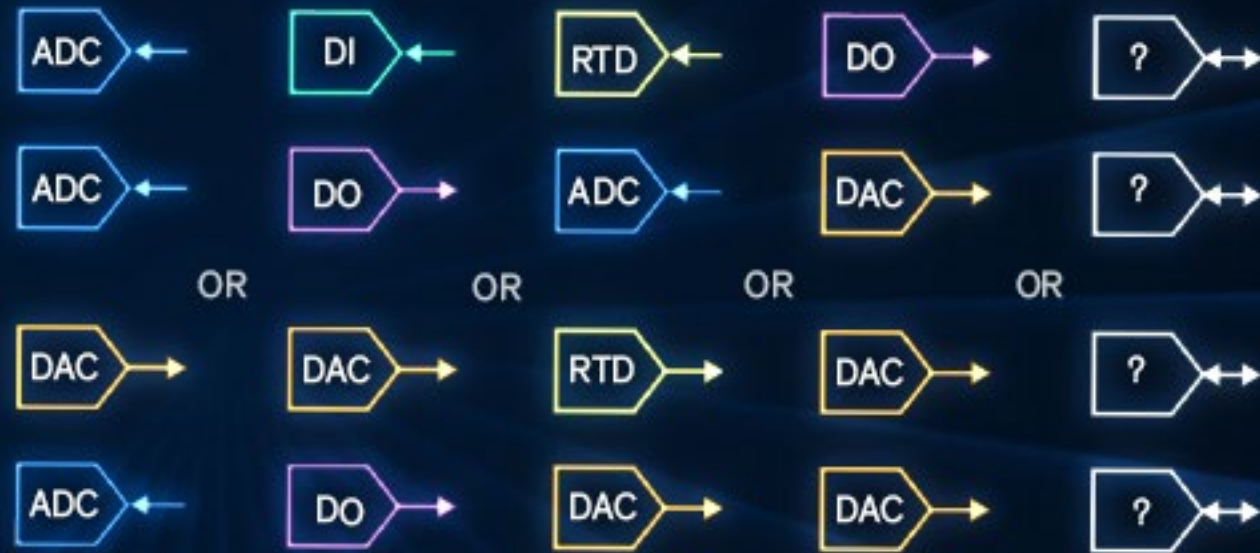 ADC DI RTD DO ?
ADC DO ADC DAC ?
OR OR OR OR
DAC DAC RTD DAC ?
ADC DO DAC DAC ?